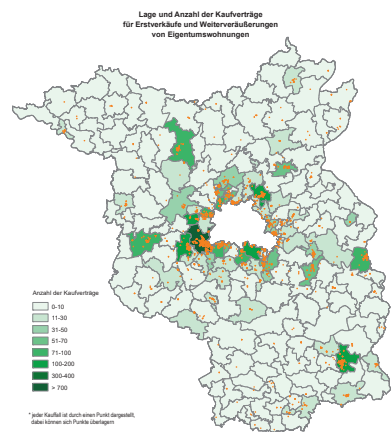 Lage und Anzahl der Kaufverträge
für Erstverkäufe und Weiterveräußerungen
von Eigentumswohnungen
Anzahl der Kaufverträge
0-10
11-30
31-50
51-70
71-100
100-200
300-400
> 700
* jeder Kauffall ist durch einen Punkt dargestellt,
dabei können sich Punkte überlagern